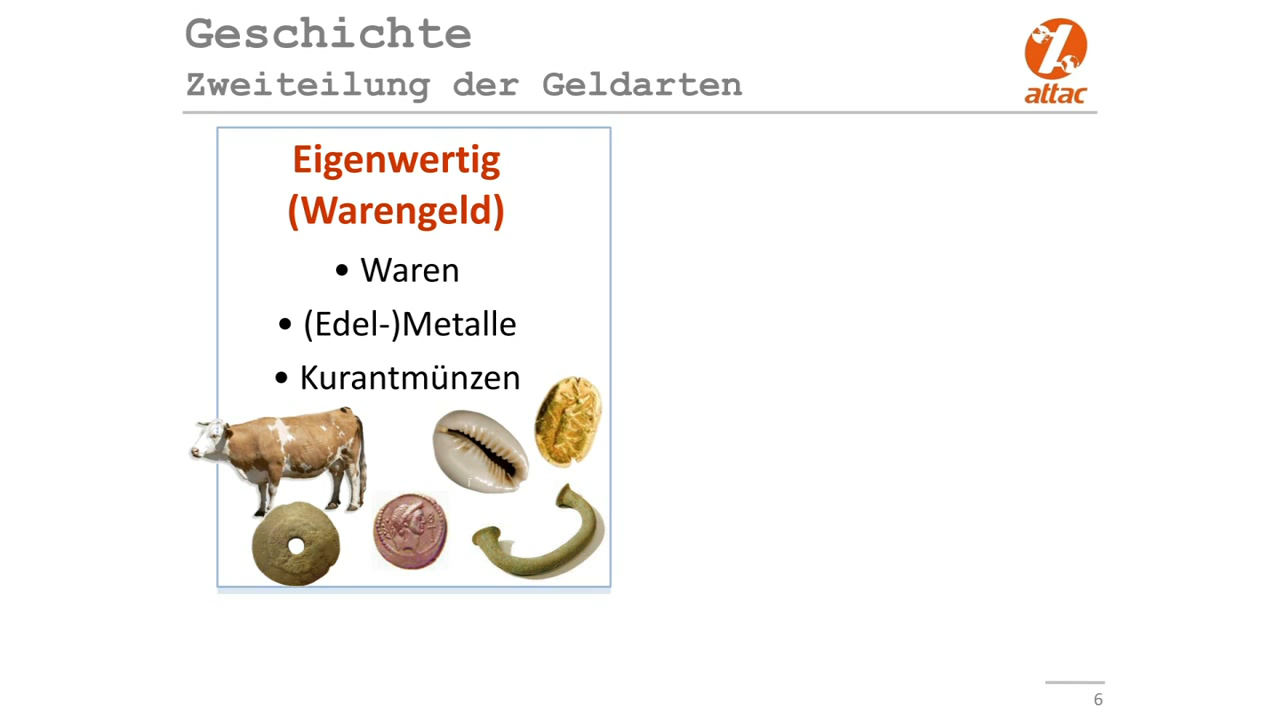 Geschichte
Zweiteilung der Geldarten
attac
Eigenwertig
(Warengeld)
• Waren
• (Edel-)Metalle
• Kurantmünzen
6